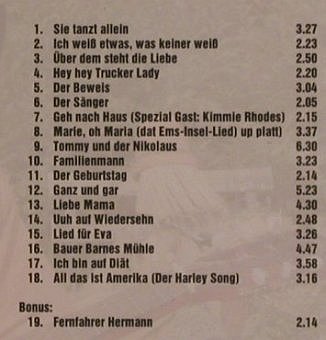 1. Sie tanzt allein 3.27
2. Ich weiß etwas, was keiner weiß 2.23
3. Über dem steht die Liebe 2.50
4. Hey hey Trucker Lady 2.20
5. Der Beweis 3.04
6. Der Sänger 2.05
7. Geh nach Haus (Spezial Gast: Kimmie Rhodes) 2.15
8. Marie, oh Maria (dat Ems-Insel-Lied) up platt) 3.37
9. Tommy und der Nikolaus 6.30
10. Familienmann 3.23
11. Der Geburtstag 2.14
12. Ganz und gar 5.23
13. Liebe Mama 4.30
14. Uuh auf Wiedersehn 2.48
15. Lied für Eva 3.26
16. Bauer Barnes Mühle 4.47
17. Ich bin auf Diät 3.58
18. All das ist Amerika (Der Harley Song) 3.16
Bonus:
19. Fernfahrer Hermann 2.14